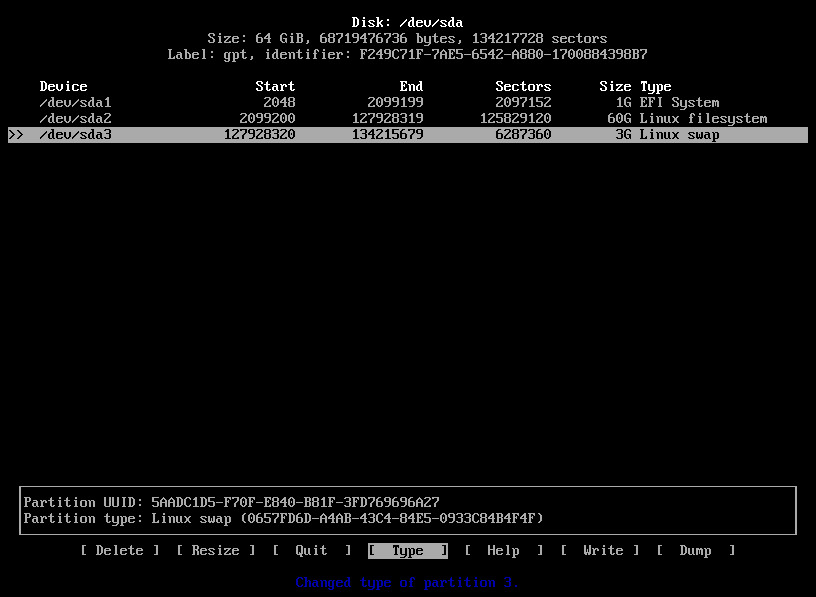 Disk: /dev/sda
Size: 64 GiB, 68719476736 bytes, 134217728 sectors
Label: gpt, identifier: F249C71F-7AE5-6542-A880-1700884398B7
Device Start End Sectors Size Type
/dev/sda1 2048 2099199 2097152 1G EFI System
/dev/sda2 2099200 127928319 125829120 60G Linux filesystem
>> /dev/sda3 127928320 134215679 6287360 3G Linux swap
Partition UUID: 5AADC1D5-F70F-E840-B81F-3FD769696A27
Partition type: Linux swap (0657FD6D-A4AB-43C4-84E5-0933C84B4F4F)
[ Delete ] [ Resize ] [ Quit ] [ Type ] [ Help ] [ Write ] [ Dump ]
Changed type of partition 3.